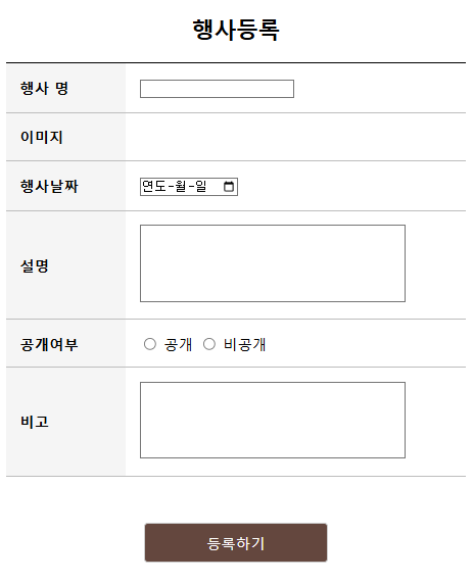 행사등록
행사 명
이미지
행사날짜 연도-월-일
설명
공개여부 공개 비공개
비고
등록하기